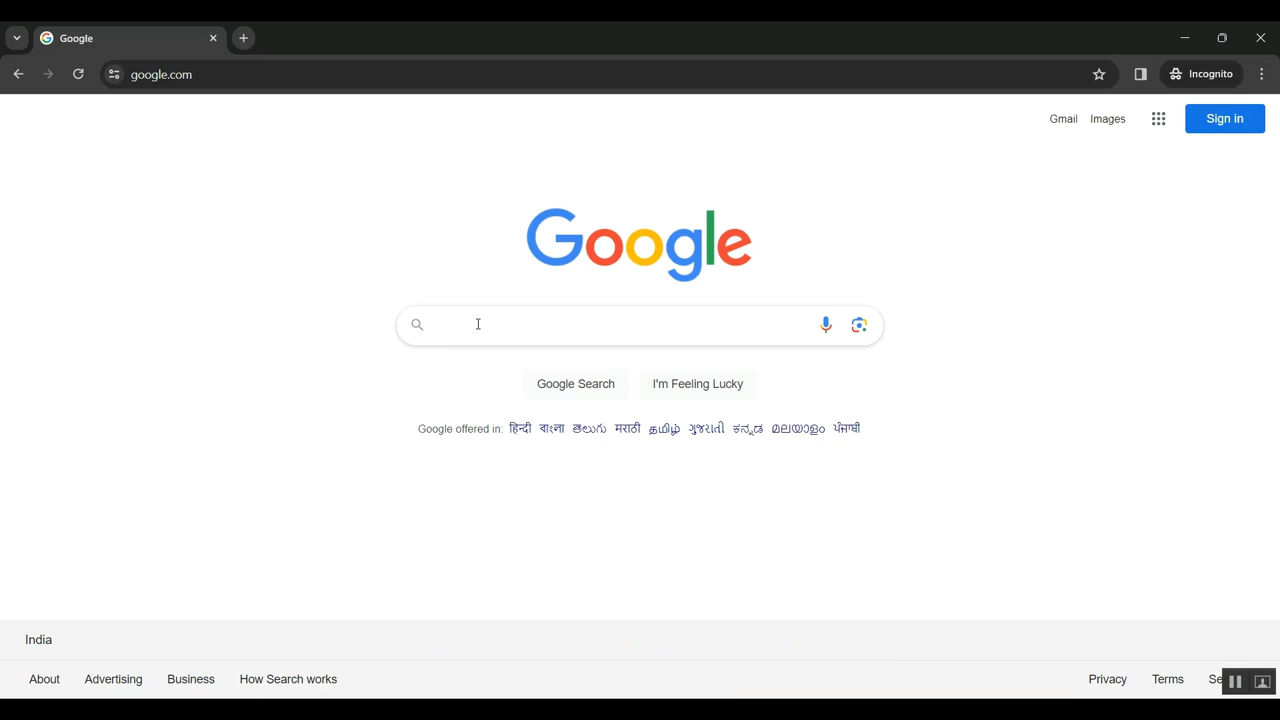 Google
google.com
Incognito
Gmail Images Sign in
Google
Google Search I'm Feeling Lucky
Google offered in: हिन्दी বাংলা తెలుగు मराठी தமிழ் ગુજરાતી ಕನ್ನಡ മലയാളം ਪੰਜਾਬੀ
India
About Advertising Business How Search works Privacy Terms